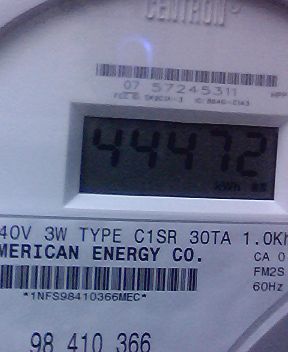 CENTRON®
07 57245311
44472
kWh
40V 3W TYPE C1SR 30TA 1.0Kh
MERICAN ENERGY CO.
CA 0
FM2S
60Hz
*1NFS98410366MEC*
98 410 366